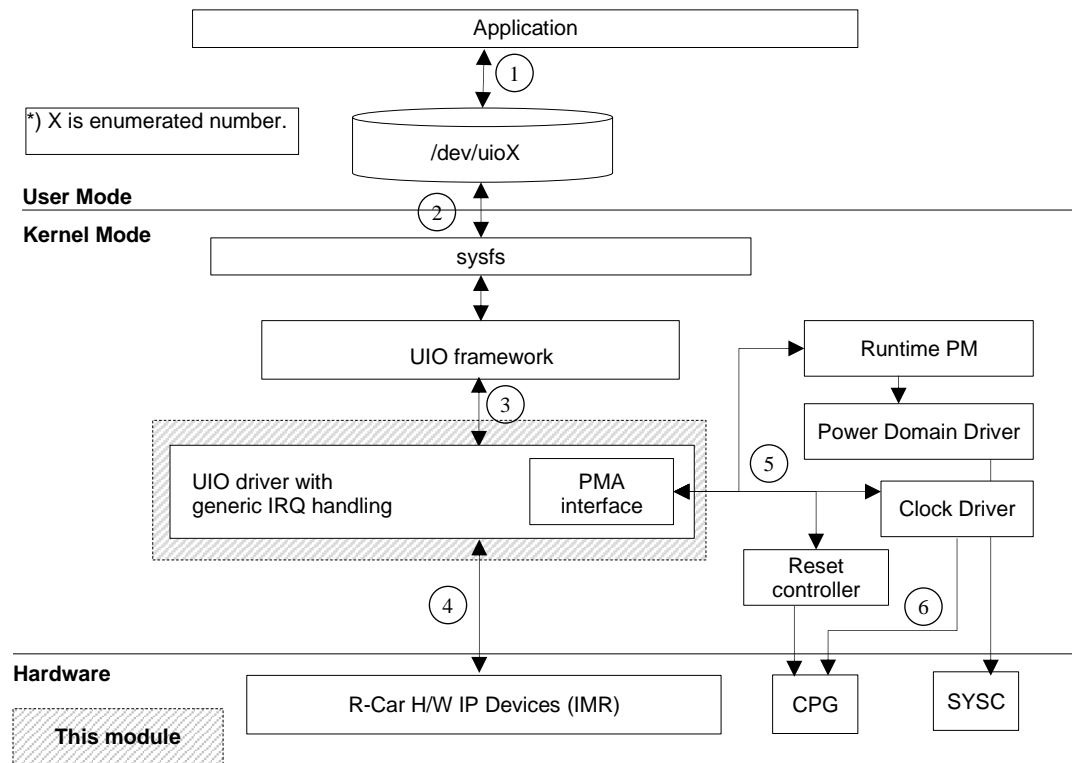 Application
1
*) X is enumerated number.
/dev/uioX
User Mode
2
Kernel Mode
sysfs
UIO framework
Runtime PM
3
Power Domain Driver
UIO driver with
generic IRQ handling
PMA
interface
5
Clock Driver
Reset
controller
4
6
Hardware
R-Car H/W IP Devices (IMR)
CPG
SYSC
This module